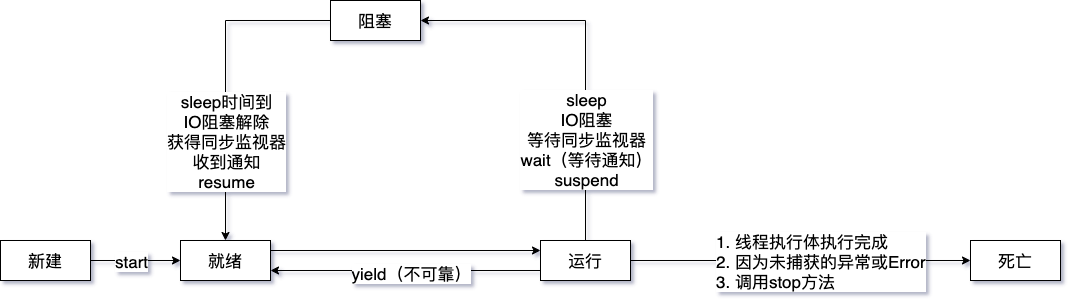 阻塞
sleep时间到
IO阻塞解除
获得同步监视器
收到通知
resume
sleep
IO阻塞
等待同步监视器
wait（等待通知）
suspend
新建
start
就绪
yield（不可靠）
运行
1. 线程执行体执行完成
2. 因为未捕获的异常或Error
3. 调用stop方法
死亡